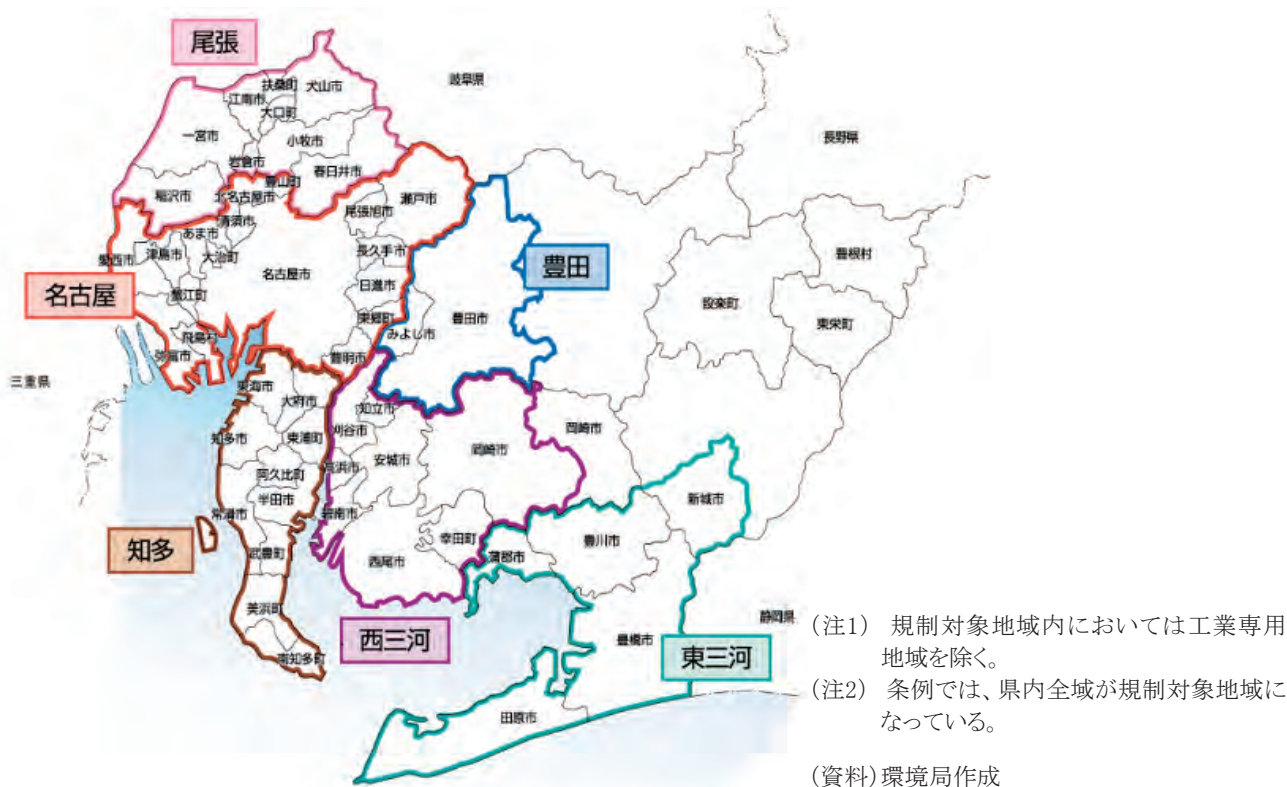 尾張
扶桑町
犬山市
岐阜県
江南市
大口町
一宮市
小牧市
長野県
岩倉市
春日井市
豊山町
瀬戸市
稲沢市
北名古屋市
尾張旭市
清須市
あま市
長久手市
豊根村
愛西市
津島市
大治町
豊田
名古屋市
日進市
設楽町
名古屋
蟹江町
東郷町
豊田市
東栄町
みよし市
飛島村
弥富市
豊明市
三重県
東海市
大府市
知立市
刈谷市
岡崎市
知多市
東浦町
岡崎市
安城市
高浜市
阿久比町
半田市
新城市
常滑市
碧南市
幸田町
豊川市
知多
武豊町
西尾市
蒲郡市
美浜町
静岡県
西三河
豊橋市
東三河
南知多町
田原市
(注1) 規制対象地域内においては工業専用
地域を除く。
(注2) 条例では、県内全域が規制対象地域に
なっている。
(資料)環境局作成